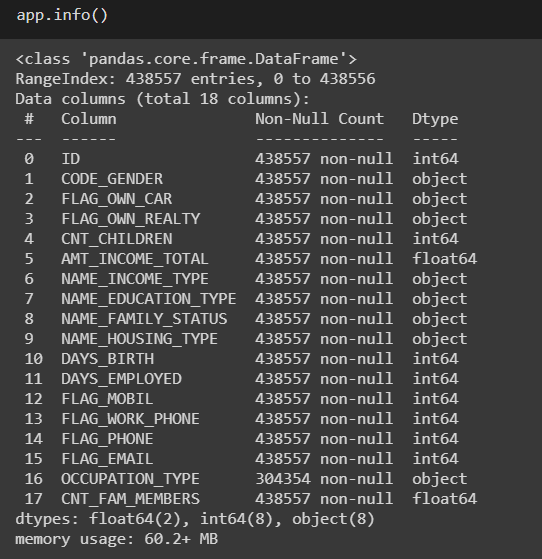 app.info()
<class 'pandas.core.frame.DataFrame'>
RangeIndex: 438557 entries, 0 to 438556
Data columns (total 18 columns):
 #   Column               Non-Null Count   Dtype
---  ------               --------------   -----
 0   ID                   438557 non-null  int64
 1   CODE_GENDER          438557 non-null  object
 2   FLAG_OWN_CAR         438557 non-null  object
 3   FLAG_OWN_REALTY      438557 non-null  object
 4   CNT_CHILDREN         438557 non-null  int64
 5   AMT_INCOME_TOTAL     438557 non-null  float64
 6   NAME_INCOME_TYPE     438557 non-null  object
 7   NAME_EDUCATION_TYPE  438557 non-null  object
 8   NAME_FAMILY_STATUS   438557 non-null  object
 9   NAME_HOUSING_TYPE    438557 non-null  object
 10  DAYS_BIRTH           438557 non-null  int64
 11  DAYS_EMPLOYED        438557 non-null  int64
 12  FLAG_MOBIL           438557 non-null  int64
 13  FLAG_WORK_PHONE      438557 non-null  int64
 14  FLAG_PHONE           438557 non-null  int64
 15  FLAG_EMAIL           438557 non-null  int64
 16  OCCUPATION_TYPE      304354 non-null  object
 17  CNT_FAM_MEMBERS      438557 non-null  float64
dtypes: float64(2), int64(8), object(8)
memory usage: 60.2+ MB